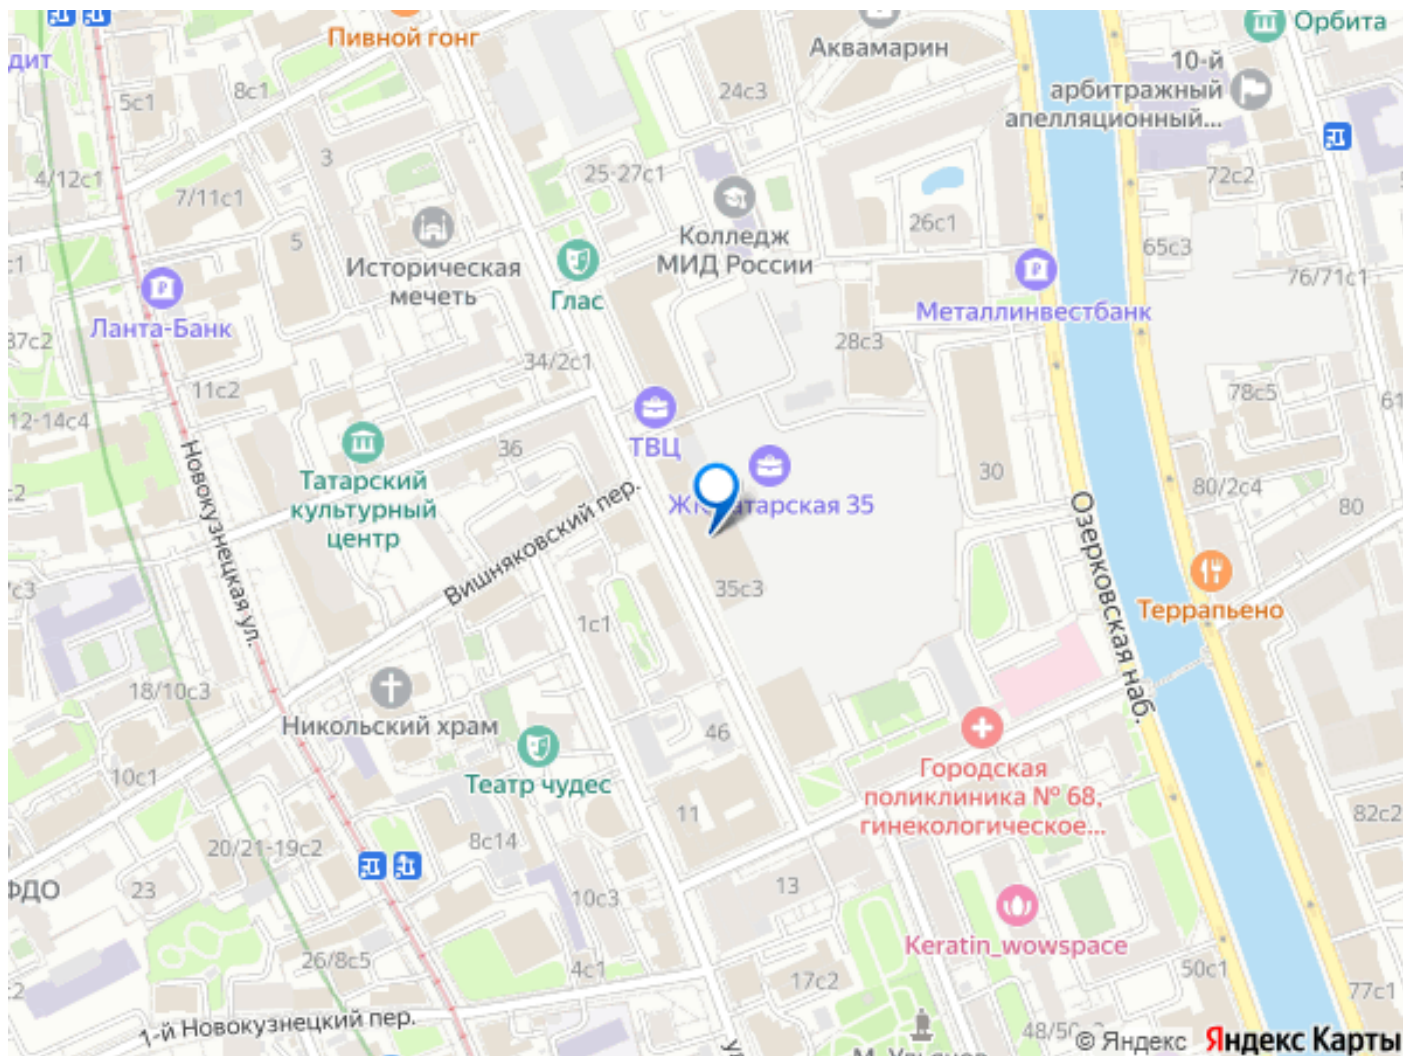 Пивной гонг
Аквамарин
Орбита
дит
10-й
арбитражный
апелляционный...
5с1
8с1
24с3
3
4/12с1
7/11с1
25-27с1
72с2
5
26с1
65с3
Колледж
МИД России
Историческая
мечеть
Глас
76/71с1
Ланта-Банк
Металлинвестбанк
37с2
34/2с1
28с3
11с2
78с5
61
12-14с4
ТВЦ
36
30
Новокузнецкая ул.
Татарский
культурный
центр
80/2с4
80
Вишняковский пер.
Озерковская наб.
35с3
Террапьено
1с1
18/10с3
Никольский храм
46
Театр чудес
10с1
Городская
поликлиника № 68,
гинекологическое...
11
82с2
8с14
20/21-19с2
ФДО
23
13
10с3
Keratin_wowspace
26/8с5
4с1
17с2
50с1
77с1
1-й Новокузнецкий пер.
© Яндекс Яндекс Карты